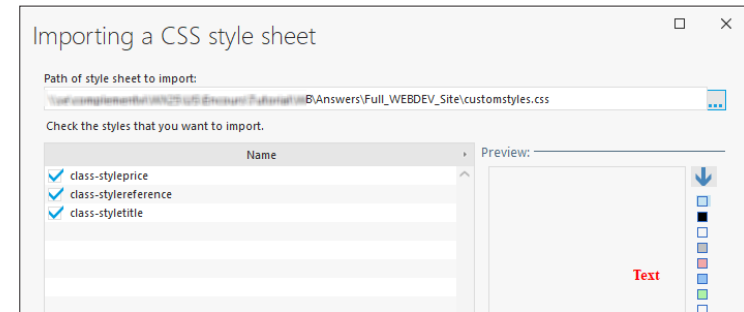 Importing a CSS style sheet
Path of style sheet to import:
B\Answers\Full_WEBDEV_Site\customstyles.css
...
Check the styles that you want to import.
Name
Preview:
class-styleprice
class-stylereference
class-styletitle
Text